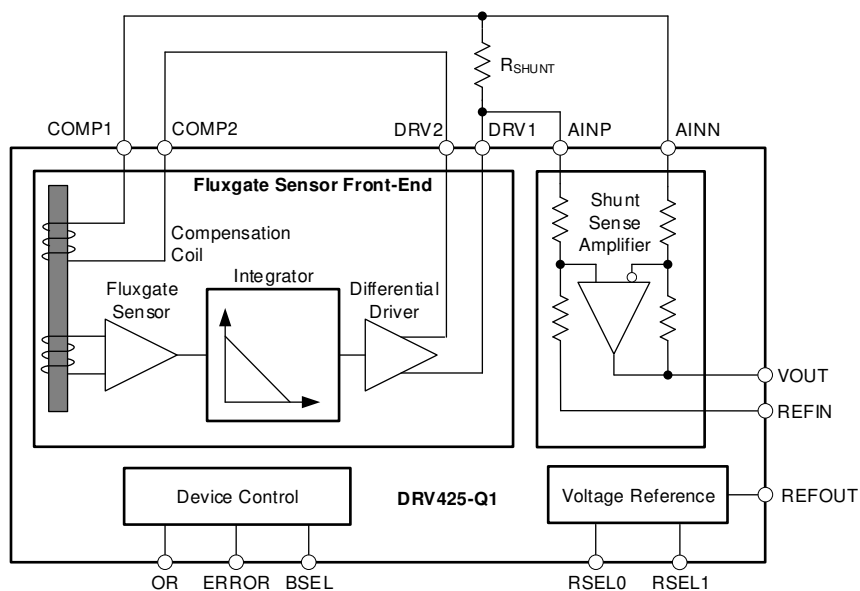 R_SHUNT
COMP1
COMP2
DRV2
DRV1
AINP
AINN
Fluxgate Sensor Front-End
Shunt
Sense
Amplifier
Compensation
Coil
Integrator
Fluxgate
Sensor
Differential
Driver
VOUT
REFIN
Device Control
DRV425-Q1
Voltage Reference
REFOUT
OR
ERROR
BSEL
RSEL0
RSEL1